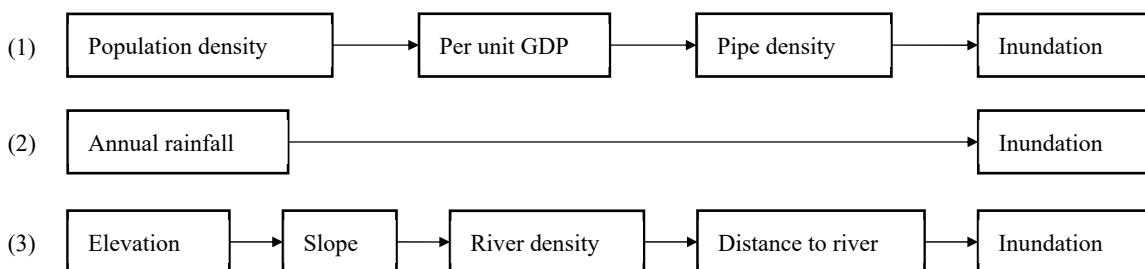 (1) Population density Per unit GDP Pipe density Inundation
(2) Annual rainfall Inundation
(3) Elevation Slope River density Distance to river Inundation